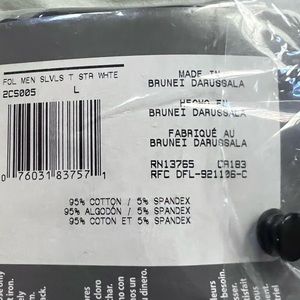 FOL MEN SLVLS T STR WHTE
2CS005 L
MADE IN
BRUNEI DARUSSALA
HECHO EN
BRUNEI DARUSSALA
FABRIQUÉ AU
BRUNEI DARUSSALA
RN13765 CA183
RFC DFL-921106-C
0 76031 83757 1
95% COTTON / 5% SPANDEX
95% ALGODÓN / 5% SPANDEX
95% COTON ET 5% SPANDEX